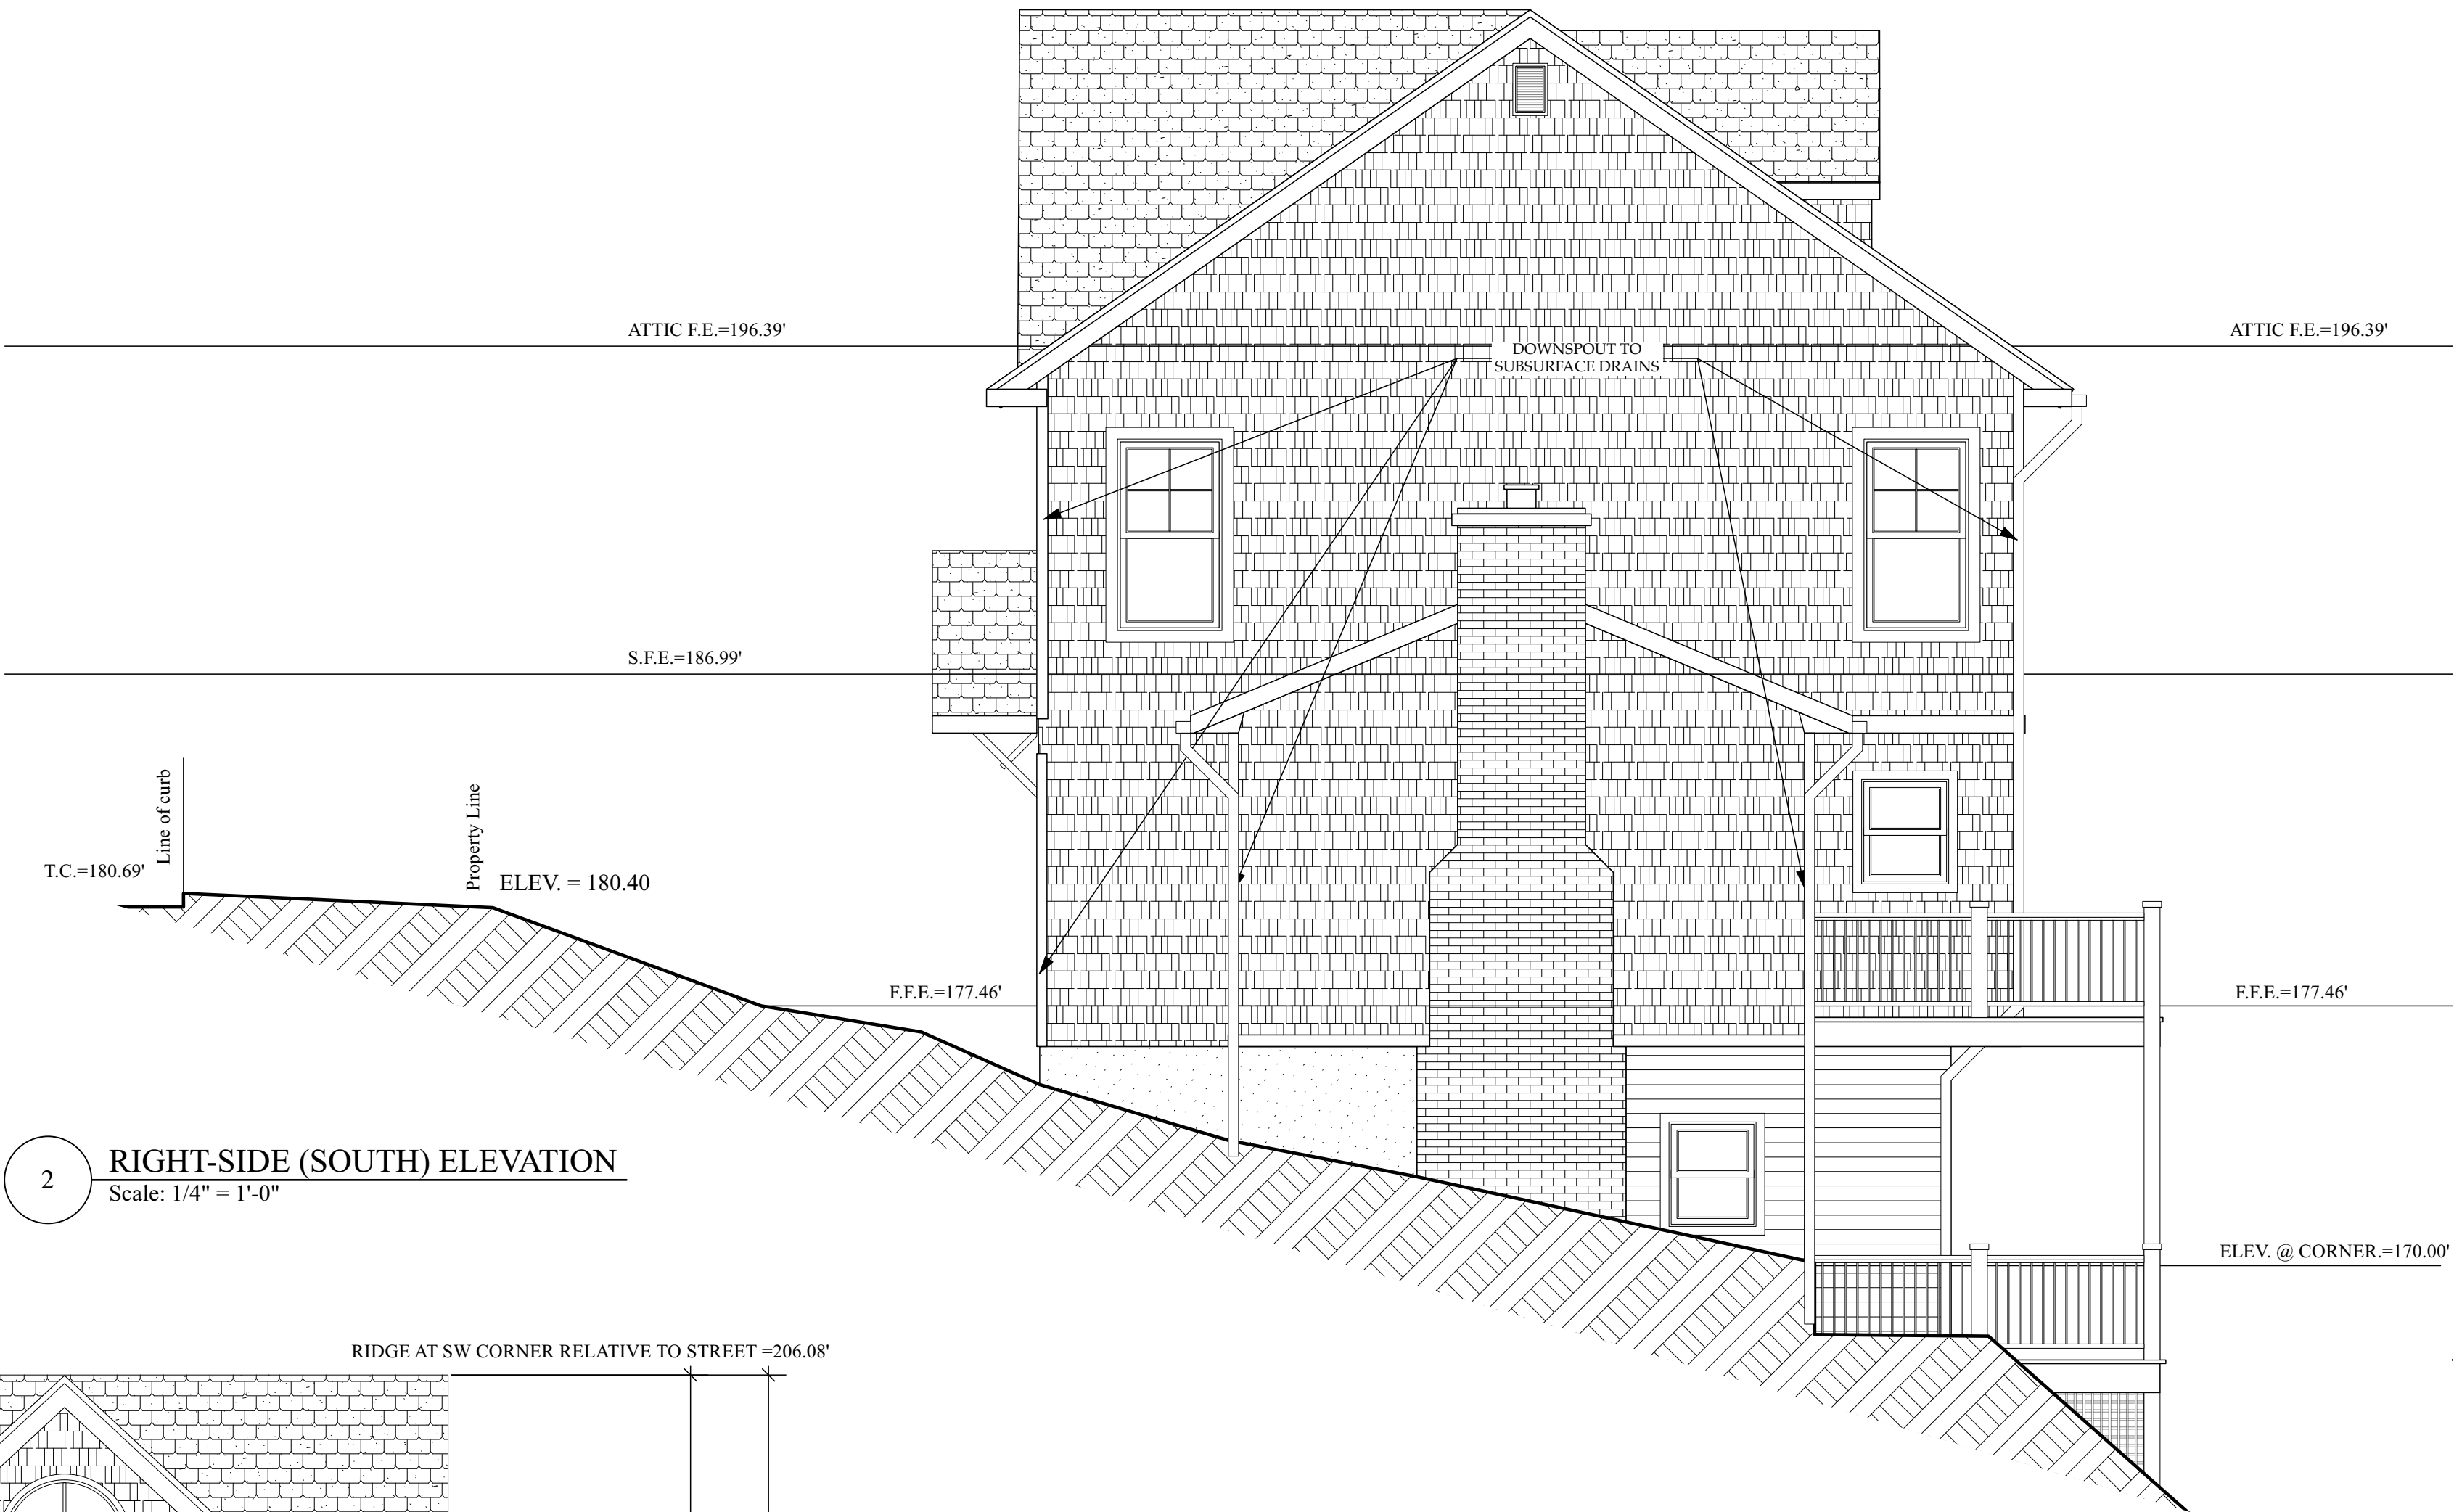 ATTIC F.E.=196.39'
ATTIC F.E.=196.39'
DOWNSPOUT TO
SUBSURFACE DRAINS
S.F.E.=186.99'
Line of curb
Property Line
T.C.=180.69'
ELEV. = 180.40
F.F.E.=177.46'
F.F.E.=177.46'
2
RIGHT-SIDE (SOUTH) ELEVATION
Scale: 1/4" = 1'-0"
ELEV. @ CORNER.=170.00'
RIDGE AT SW CORNER RELATIVE TO STREET =206.08'